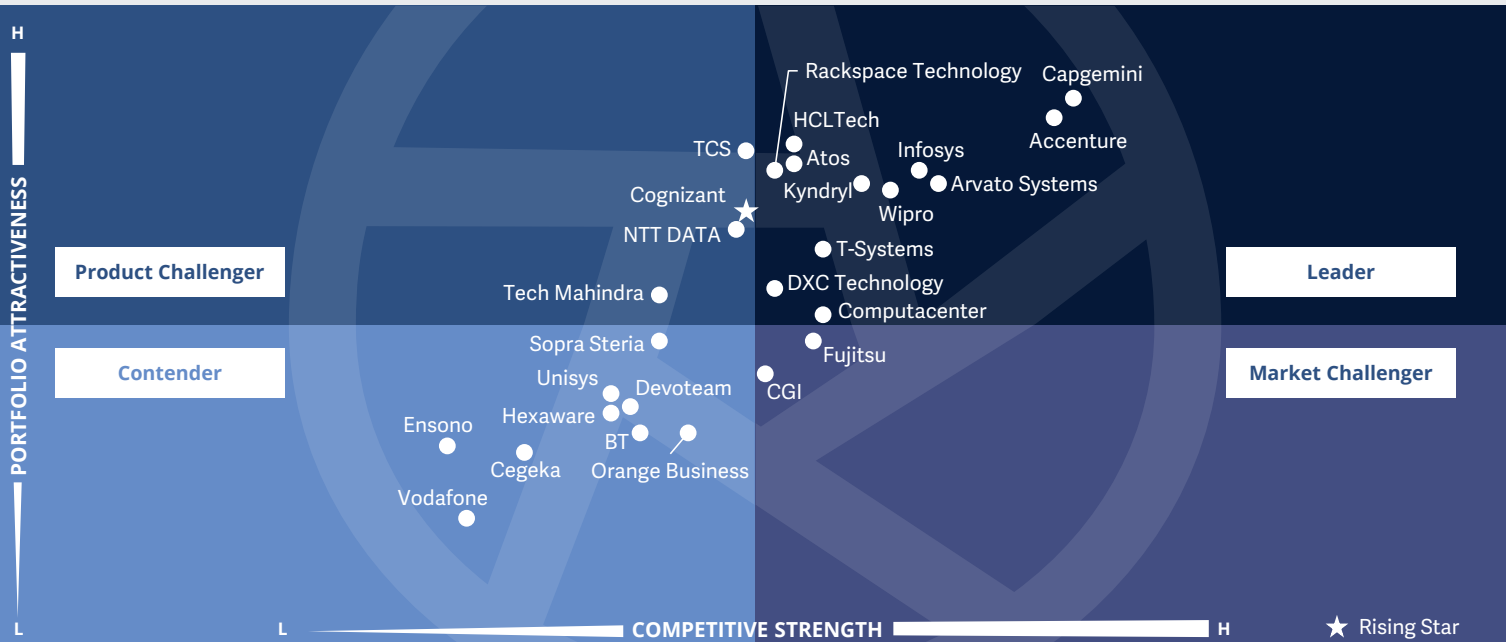 H
Rackspace Technology
Capgemini
HCLTech
Accenture
TCS
Atos
Infosys
Kyndryl
Arvato Systems
Cognizant
Wipro
NTT DATA
T-Systems
Product Challenger
Leader
DXC Technology
Tech Mahindra
Computacenter
PORTFOLIO ATTRACTIVENESS
Sopra Steria
Fujitsu
Contender
Market Challenger
Unisys
Devoteam
CGI
Hexaware
Ensono
BT
Cegeka
Orange Business
Vodafone
L
L
COMPETITIVE STRENGTH
H
Rising Star